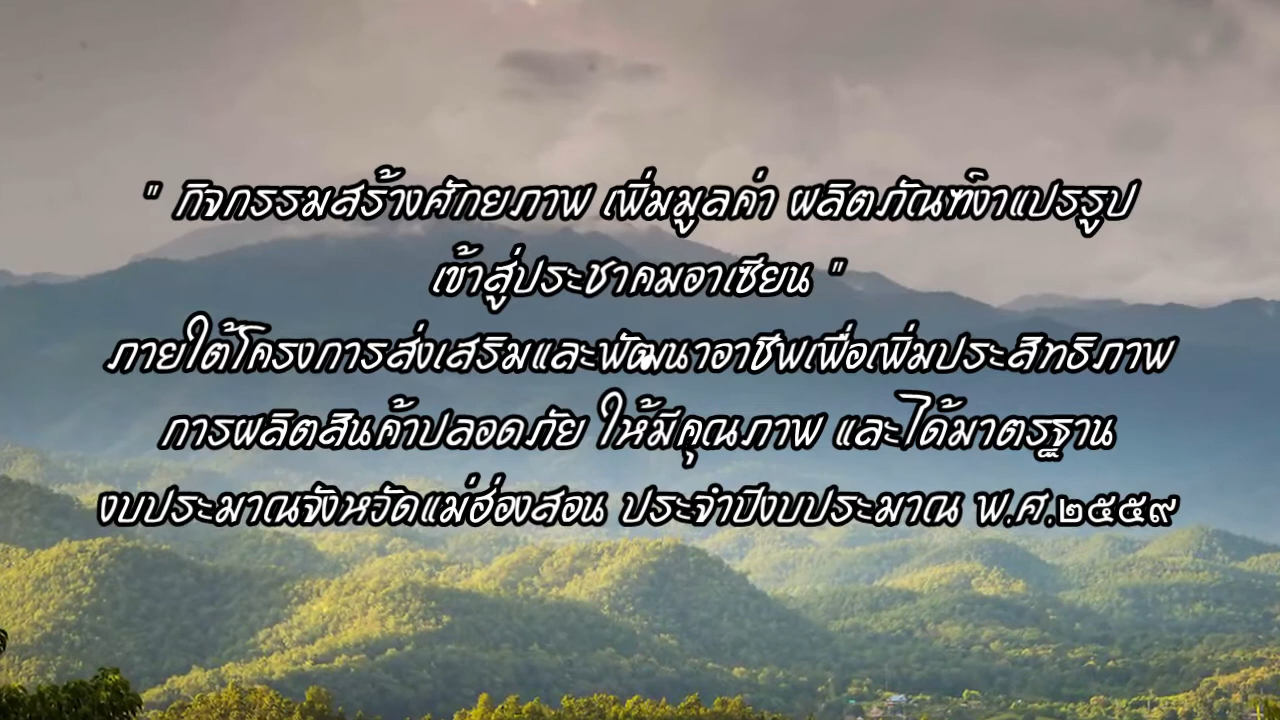 " กิจกรรมสร้างศักยภาพ เพิ่มมูลค่า ผลิตภัณฑ์งาแปรรูป
เข้าสู่ประชาคมอาเซียน "
ภายใต้โครงการส่งเสริมและพัฒนาอาชีพเพื่อเพิ่มประสิทธิภาพ
การผลิตสินค้าปลอดภัย ให้มีคุณภาพ และได้มาตรฐาน
งบประมาณจังหวัดแม่ฮ่องสอน ประจำปีงบประมาณ พ.ศ.๒๕๕๙